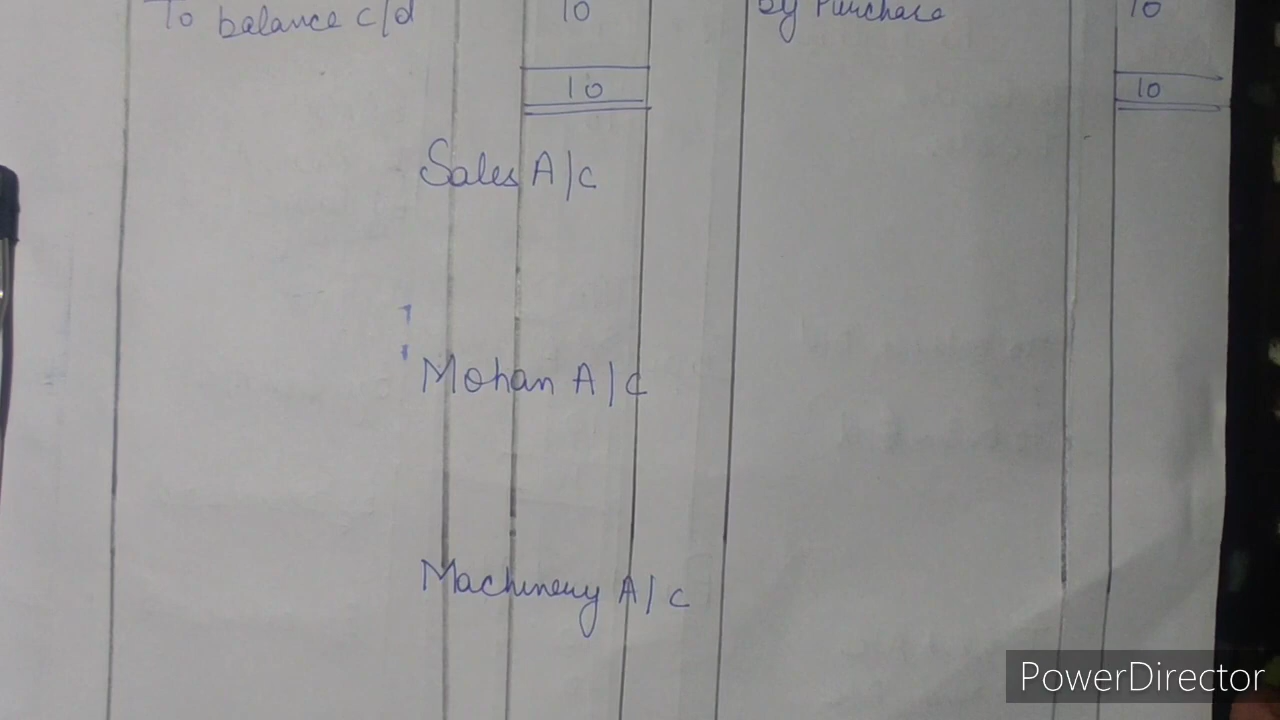 To balance c/d 10 by Purchase 10
10 10
Sales A/c
Mohan A/c
Machinery A/c
PowerDirector